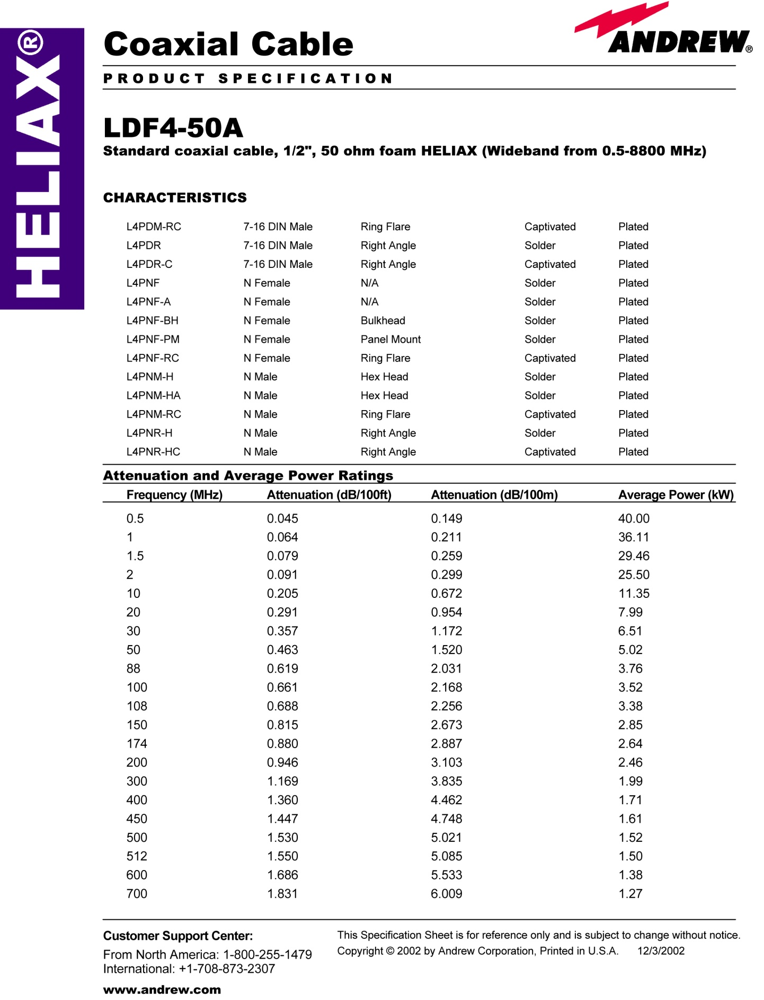 HELIAX®
Coaxial Cable
ANDREW®
PRODUCT SPECIFICATION
LDF4-50A
Standard coaxial cable, 1/2", 50 ohm foam HELIAX (Wideband from 0.5-8800 MHz)
CHARACTERISTICS
L4PDM-RC 7-16 DIN Male Ring Flare Captivated Plated
L4PDR 7-16 DIN Male Right Angle Solder Plated
L4PDR-C 7-16 DIN Male Right Angle Captivated Plated
L4PNF N Female N/A Solder Plated
L4PNF-A N Female N/A Solder Plated
L4PNF-BH N Female Bulkhead Solder Plated
L4PNF-PM N Female Panel Mount Solder Plated
L4PNF-RC N Female Ring Flare Captivated Plated
L4PNM-H N Male Hex Head Solder Plated
L4PNM-HA N Male Hex Head Solder Plated
L4PNM-RC N Male Ring Flare Captivated Plated
L4PNR-H N Male Right Angle Solder Plated
L4PNR-HC N Male Right Angle Captivated Plated
Attenuation and Average Power Ratings
Frequency (MHz) Attenuation (dB/100ft) Attenuation (dB/100m) Average Power (kW)
0.5 0.045 0.149 40.00
1 0.064 0.211 36.11
1.5 0.079 0.259 29.46
2 0.091 0.299 25.50
10 0.205 0.672 11.35
20 0.291 0.954 7.99
30 0.357 1.172 6.51
50 0.463 1.520 5.02
88 0.619 2.031 3.76
100 0.661 2.168 3.52
108 0.688 2.256 3.38
150 0.815 2.673 2.85
174 0.880 2.887 2.64
200 0.946 3.103 2.46
300 1.169 3.835 1.99
400 1.360 4.462 1.71
450 1.447 4.748 1.61
500 1.530 5.021 1.52
512 1.550 5.085 1.50
600 1.686 5.533 1.38
700 1.831 6.009 1.27
Customer Support Center:
From North America: 1-800-255-1479
International: +1-708-873-2307
www.andrew.com
This Specification Sheet is for reference only and is subject to change without notice.
Copyright © 2002 by Andrew Corporation, Printed in U.S.A. 12/3/2002